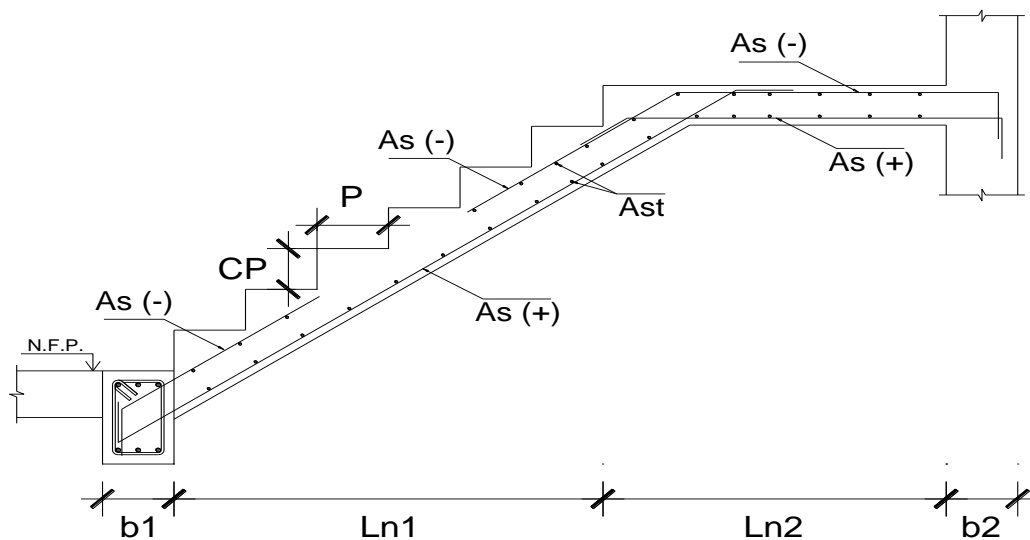 As (-)
As (-)
As (+)
P
Ast
CP
As (-)
As (+)
N.F.P.
b1
Ln1
Ln2
b2